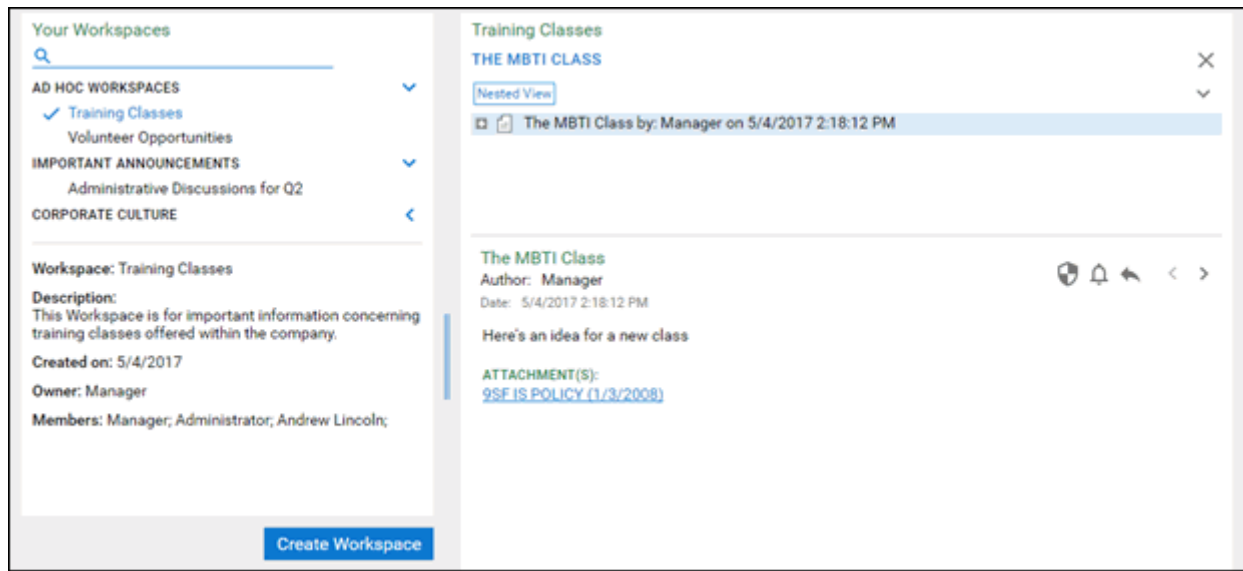 Your Workspaces
AD HOC WORKSPACES
Training Classes
Volunteer Opportunities
IMPORTANT ANNOUNCEMENTS
Administrative Discussions for Q2
CORPORATE CULTURE
Workspace: Training Classes
Description:
This Workspace is for important information concerning
training classes offered within the company.
Created on: 5/4/2017
Owner: Manager
Members: Manager; Administrator; Andrew Lincoln;
Create Workspace
Training Classes
THE MBTI CLASS
Nested View
The MBTI Class by: Manager on 5/4/2017 2:18:12 PM
The MBTI Class
Author: Manager
Date: 5/4/2017 2:18:12 PM
Here's an idea for a new class
ATTACHMENT(S):
9SF IS POLICY (1/3/2008)